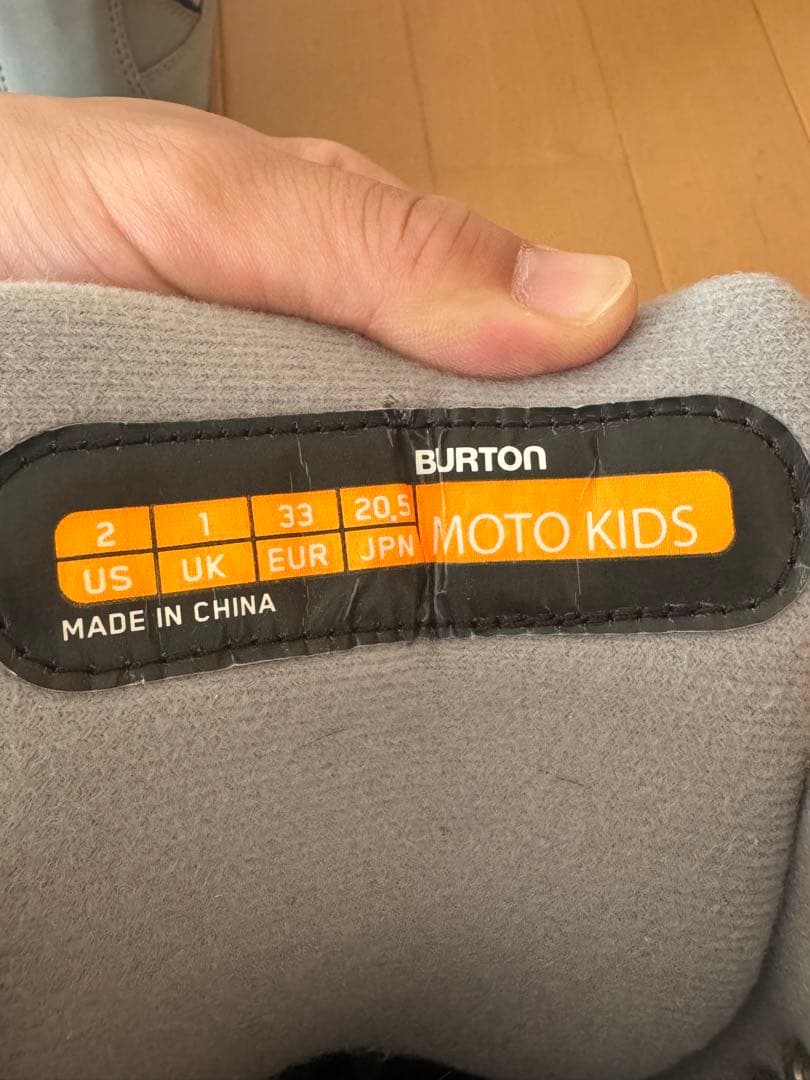 BURTON
2 1 33 20,5 MOTO KIDS
US UK EUR JPN
MADE IN CHINA